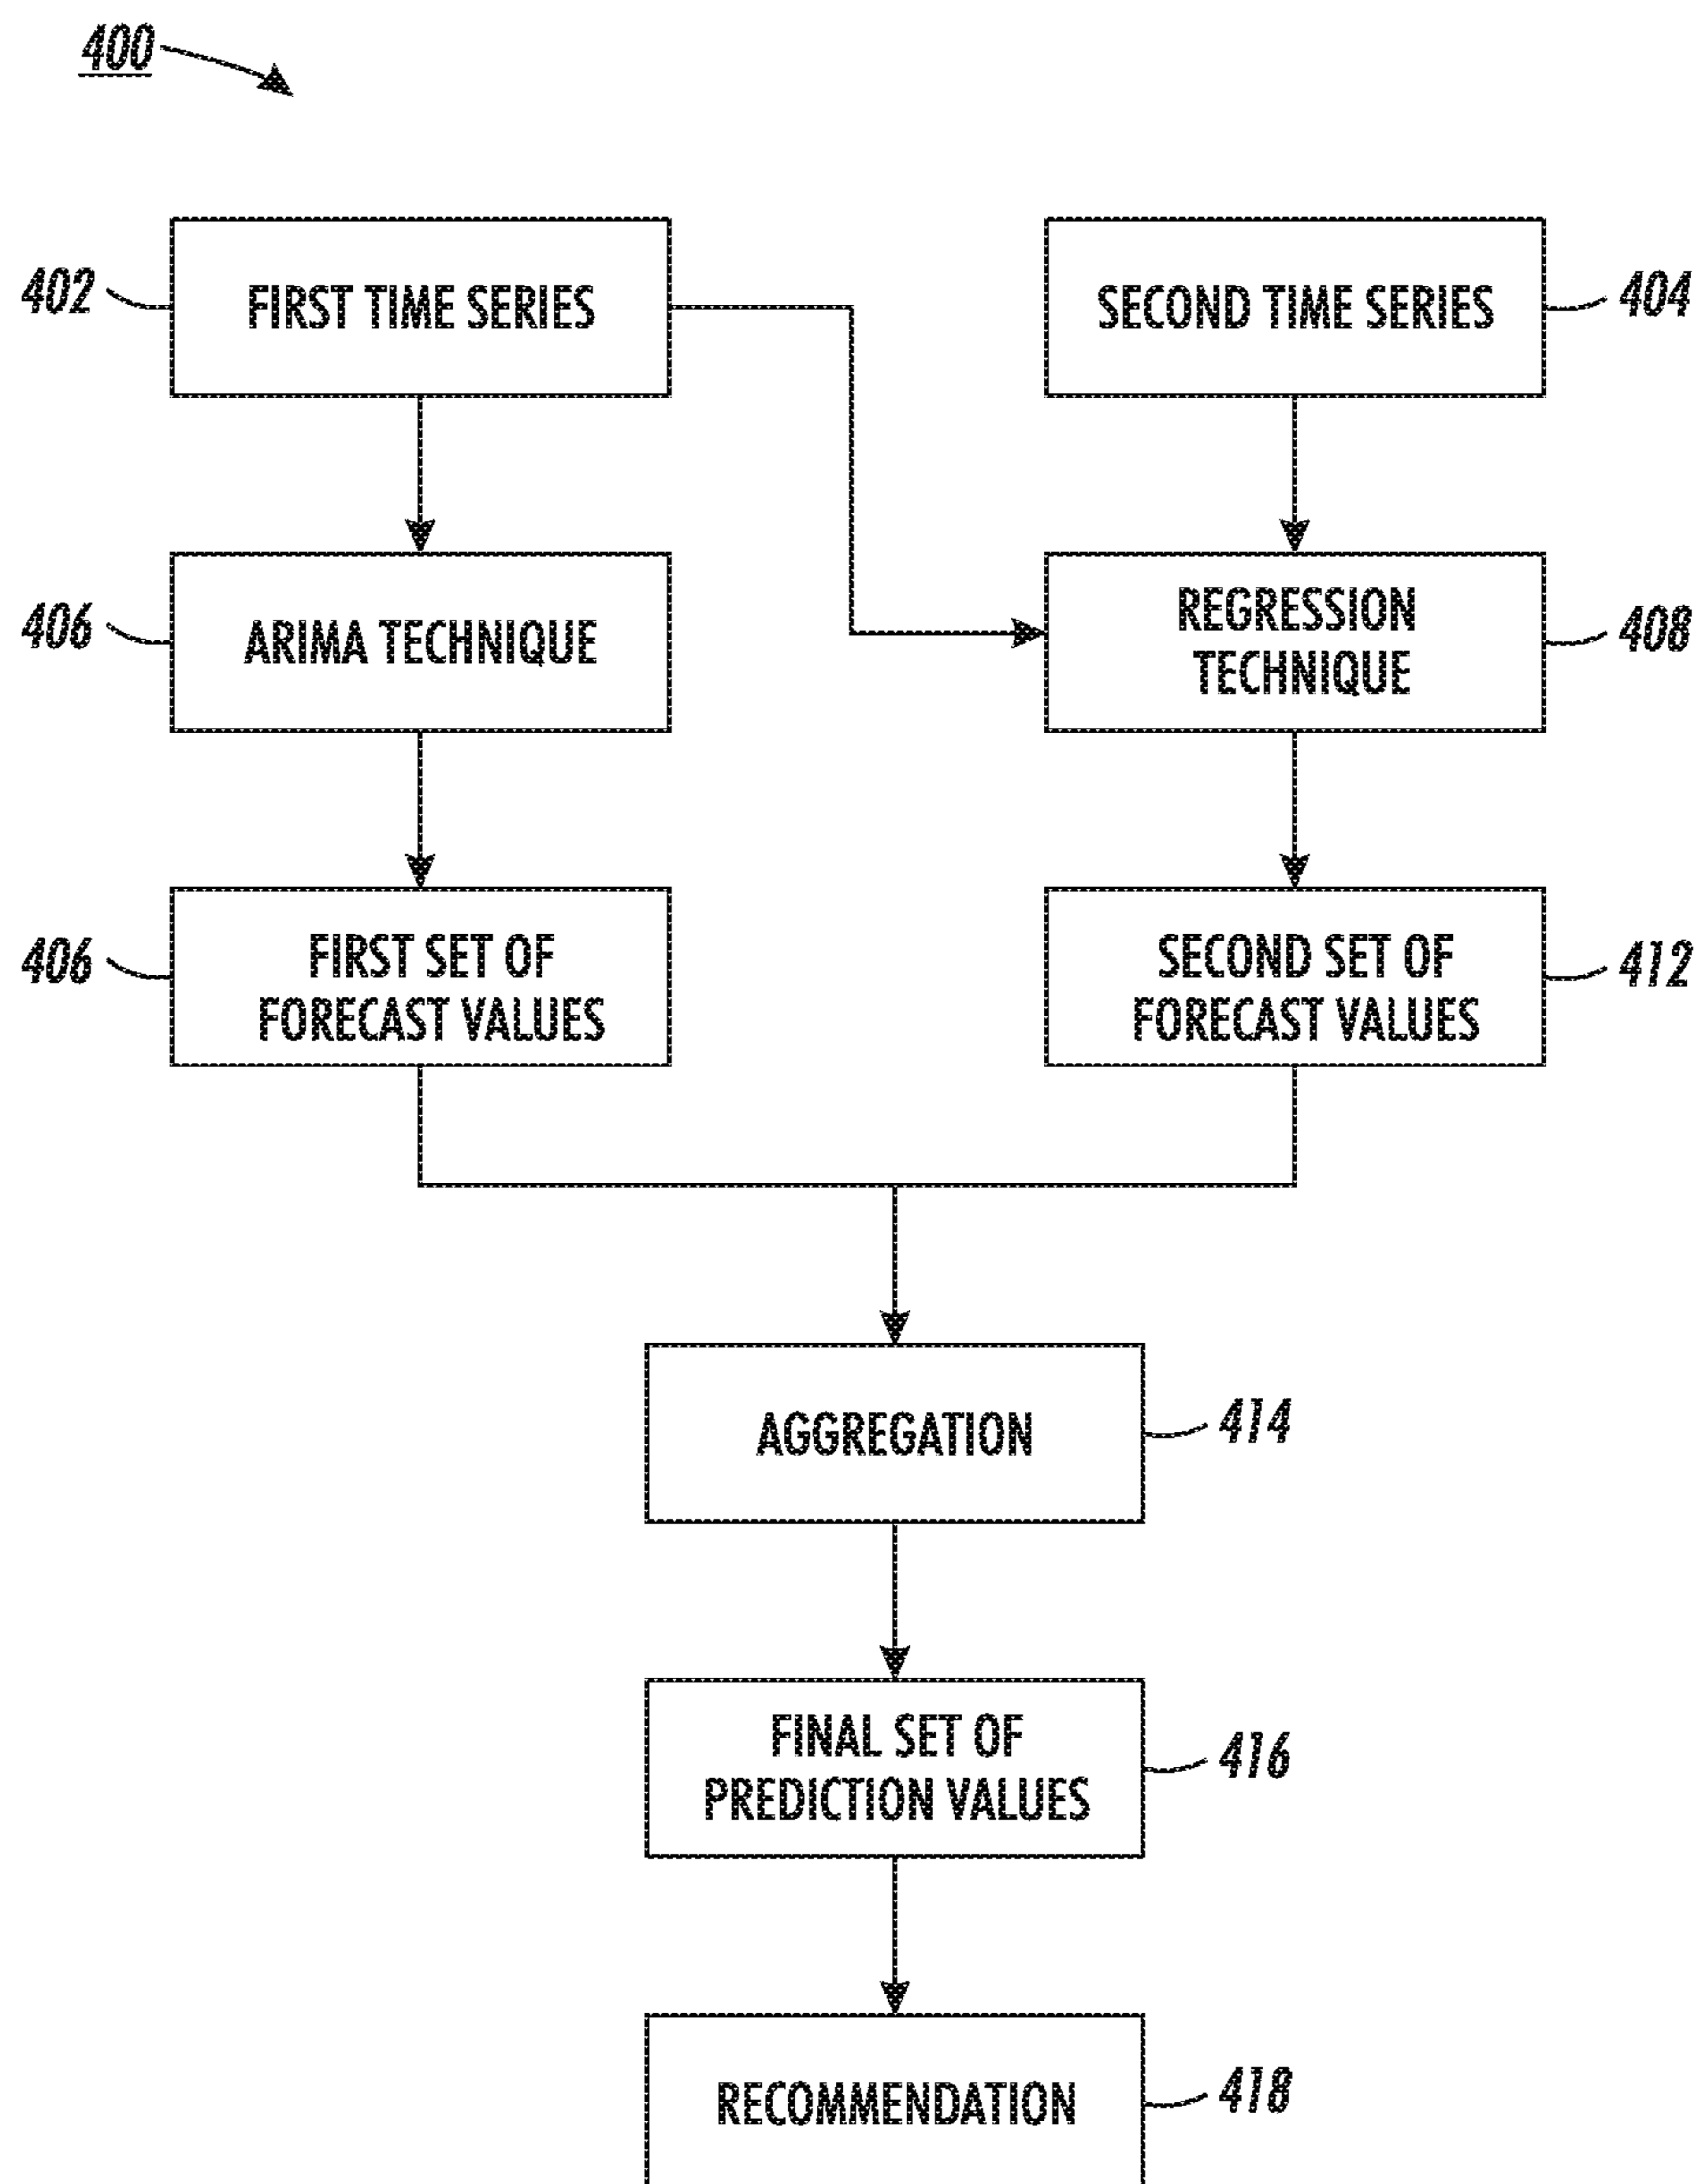 400
402
FIRST TIME SERIES
SECOND TIME SERIES
404
406
ARIMA TECHNIQUE
REGRESSION
TECHNIQUE
408
406
FIRST SET OF
FORECAST VALUES
SECOND SET OF
FORECAST VALUES
412
AGGREGATION
414
FINAL SET OF
PREDICTION VALUES
416
RECOMMENDATION
418